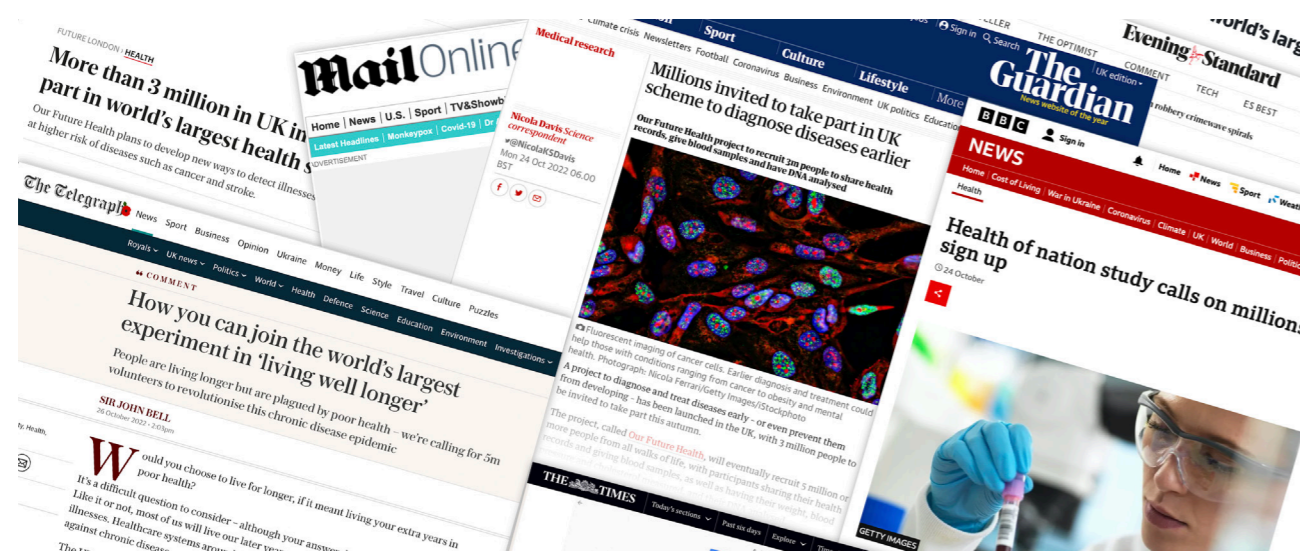 FUTURE LONDON | HEALTH
More than 3 million in UK in
part in world's largest health s
Our Future Health plans to develop new ways to detect illnesses
at higher risk of diseases such as cancer and stroke.
Mail Online
Home | News | U.S. | Sport | TV&Showb
Latest Headlines | Monkeypox | Covid-19 |
ADVERTISEMENT
The Telegraph
News Sport Business Opinion Ukraine Money Life Style Travel Culture Puzzles
Royals UK news Politics World Health Defence Science Education Environment Investigations
COMMENT
How you can join the world's largest
experiment in 'living well longer'
People are living longer but are plagued by poor health – we're calling for 5m
volunteers to revolutionise this chronic disease epidemic
SIR JOHN BELL
26 October 2022 • 2:03pm
Health,
Would you choose to live for longer, if it meant living your extra years in
poor health?
It's a difficult question to consider – although your answer
Like it or not, most of us will live our later
illnesses. Healthcare systems
against chronic
Medical research
Nicola Davis Science
correspondent
@NicolaKSDavis
Mon 24 Oct 2022 06.00
BST
Sport
Culture
Lifestyle
More
Sign in
Search
UK edition
The
Guardian
News website of the year
Climate crisis Newsletters Football Coronavirus Business Environment UK politics Education
Millions invited to take part in UK
scheme to diagnose diseases earlier
Our Future Health project to recruit 3m people to share health
records, give blood samples and have DNA analysed
Fluorescent imaging of cancer cells. Earlier diagnosis and treatment could
help those with conditions ranging from cancer to obesity and mental
health. Photograph: Nicola Ferrari/Getty Images/iStockphoto
A project to diagnose and treat diseases early – or even prevent them
from developing – has been launched in the UK, with 3 million people to
be invited to take part this autumn.
The project, called Our Future Health, will eventually recruit 5 million or
more people from all walks of life, with participants sharing their health
records and giving blood samples, as well as having their weight, blood
THE TIMES
Today's sections
Past six days
Explore
THE OPTIMIST
COMMENT
Evening Standard
TECH
ES BEST
robbery crimewave spirals
world's larg
BBC
Sign in
Home News Sport
NEWS
Home | Cost of Living | War in Ukraine | Coronavirus | Climate | UK | World | Business |
Health
Health of nation study calls on millions
sign up
24 October
GETTY IMAGES